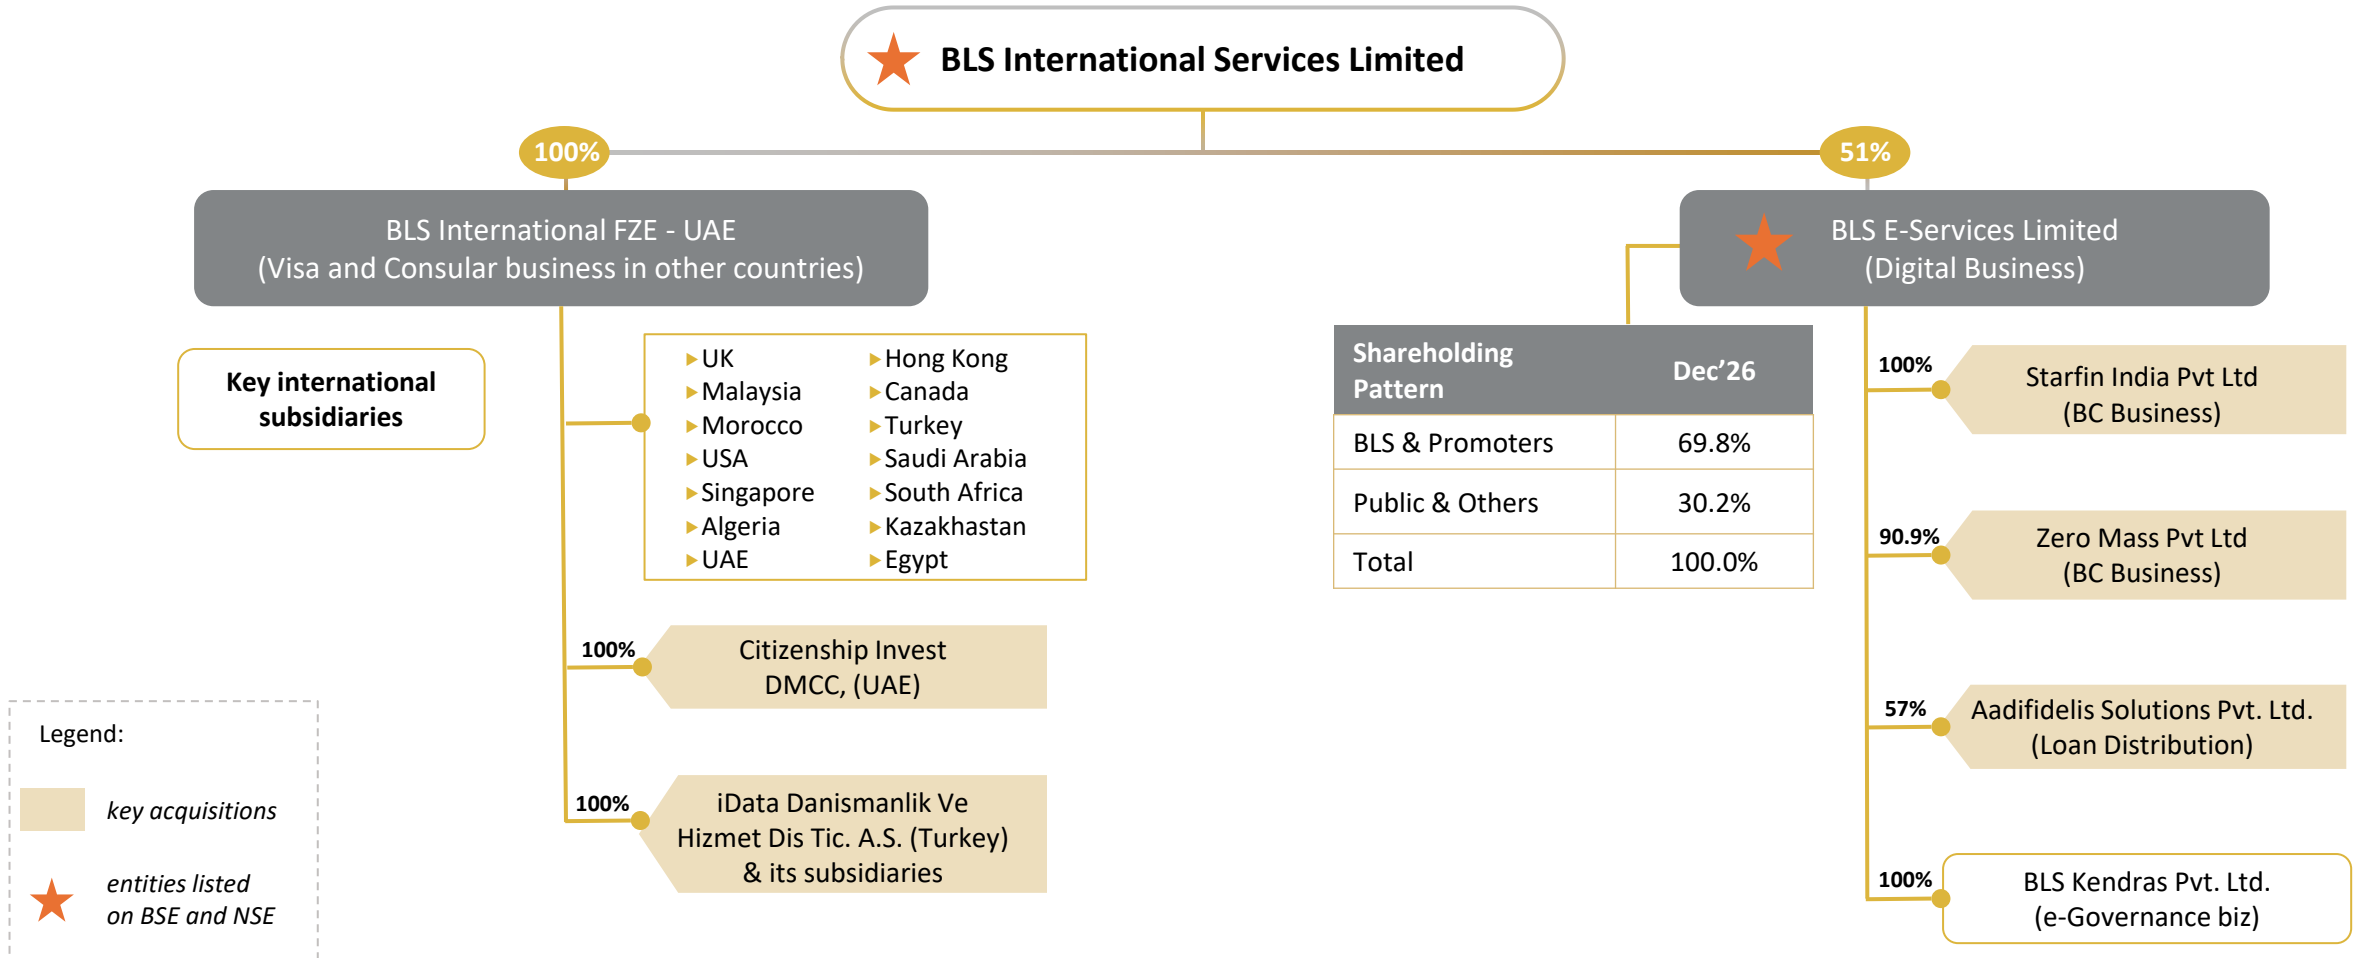 BLS International Services Limited
100%
51%
BLS International FZE - UAE
(Visa and Consular business in other countries)
BLS E-Services Limited
(Digital Business)
Key international
subsidiaries
UK
Malaysia
Morocco
USA
Singapore
Algeria
UAE
Hong Kong
Canada
Turkey
Saudi Arabia
South Africa
Kazakhastan
Egypt
100%
Citizenship Invest
DMCC, (UAE)
100%
iData Danismanlik Ve
Hizmet Dis Tic. A.S. (Turkey)
& its subsidiaries
Shareholding
Pattern
Dec’26
BLS & Promoters
69.8%
Public & Others
30.2%
Total
100.0%
100%
Starfin India Pvt Ltd
(BC Business)
90.9%
Zero Mass Pvt Ltd
(BC Business)
57%
Aadifidelis Solutions Pvt. Ltd.
(Loan Distribution)
100%
BLS Kendras Pvt. Ltd.
(e-Governance biz)
Legend:
key acquisitions
entities listed
on BSE and NSE